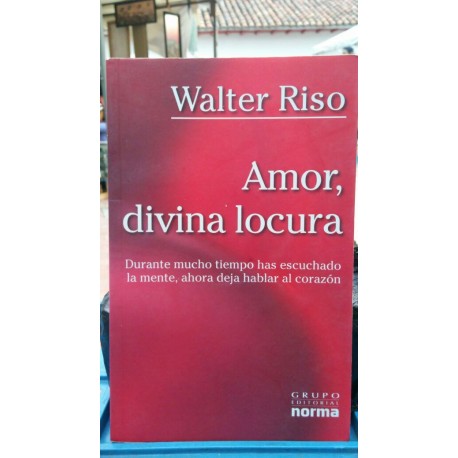 Walter Riso
Amor,
divina locura
Durante mucho tiempo has escuchado
la mente, ahora deja hablar al corazón
GRUPO
EDITORIAL
norma